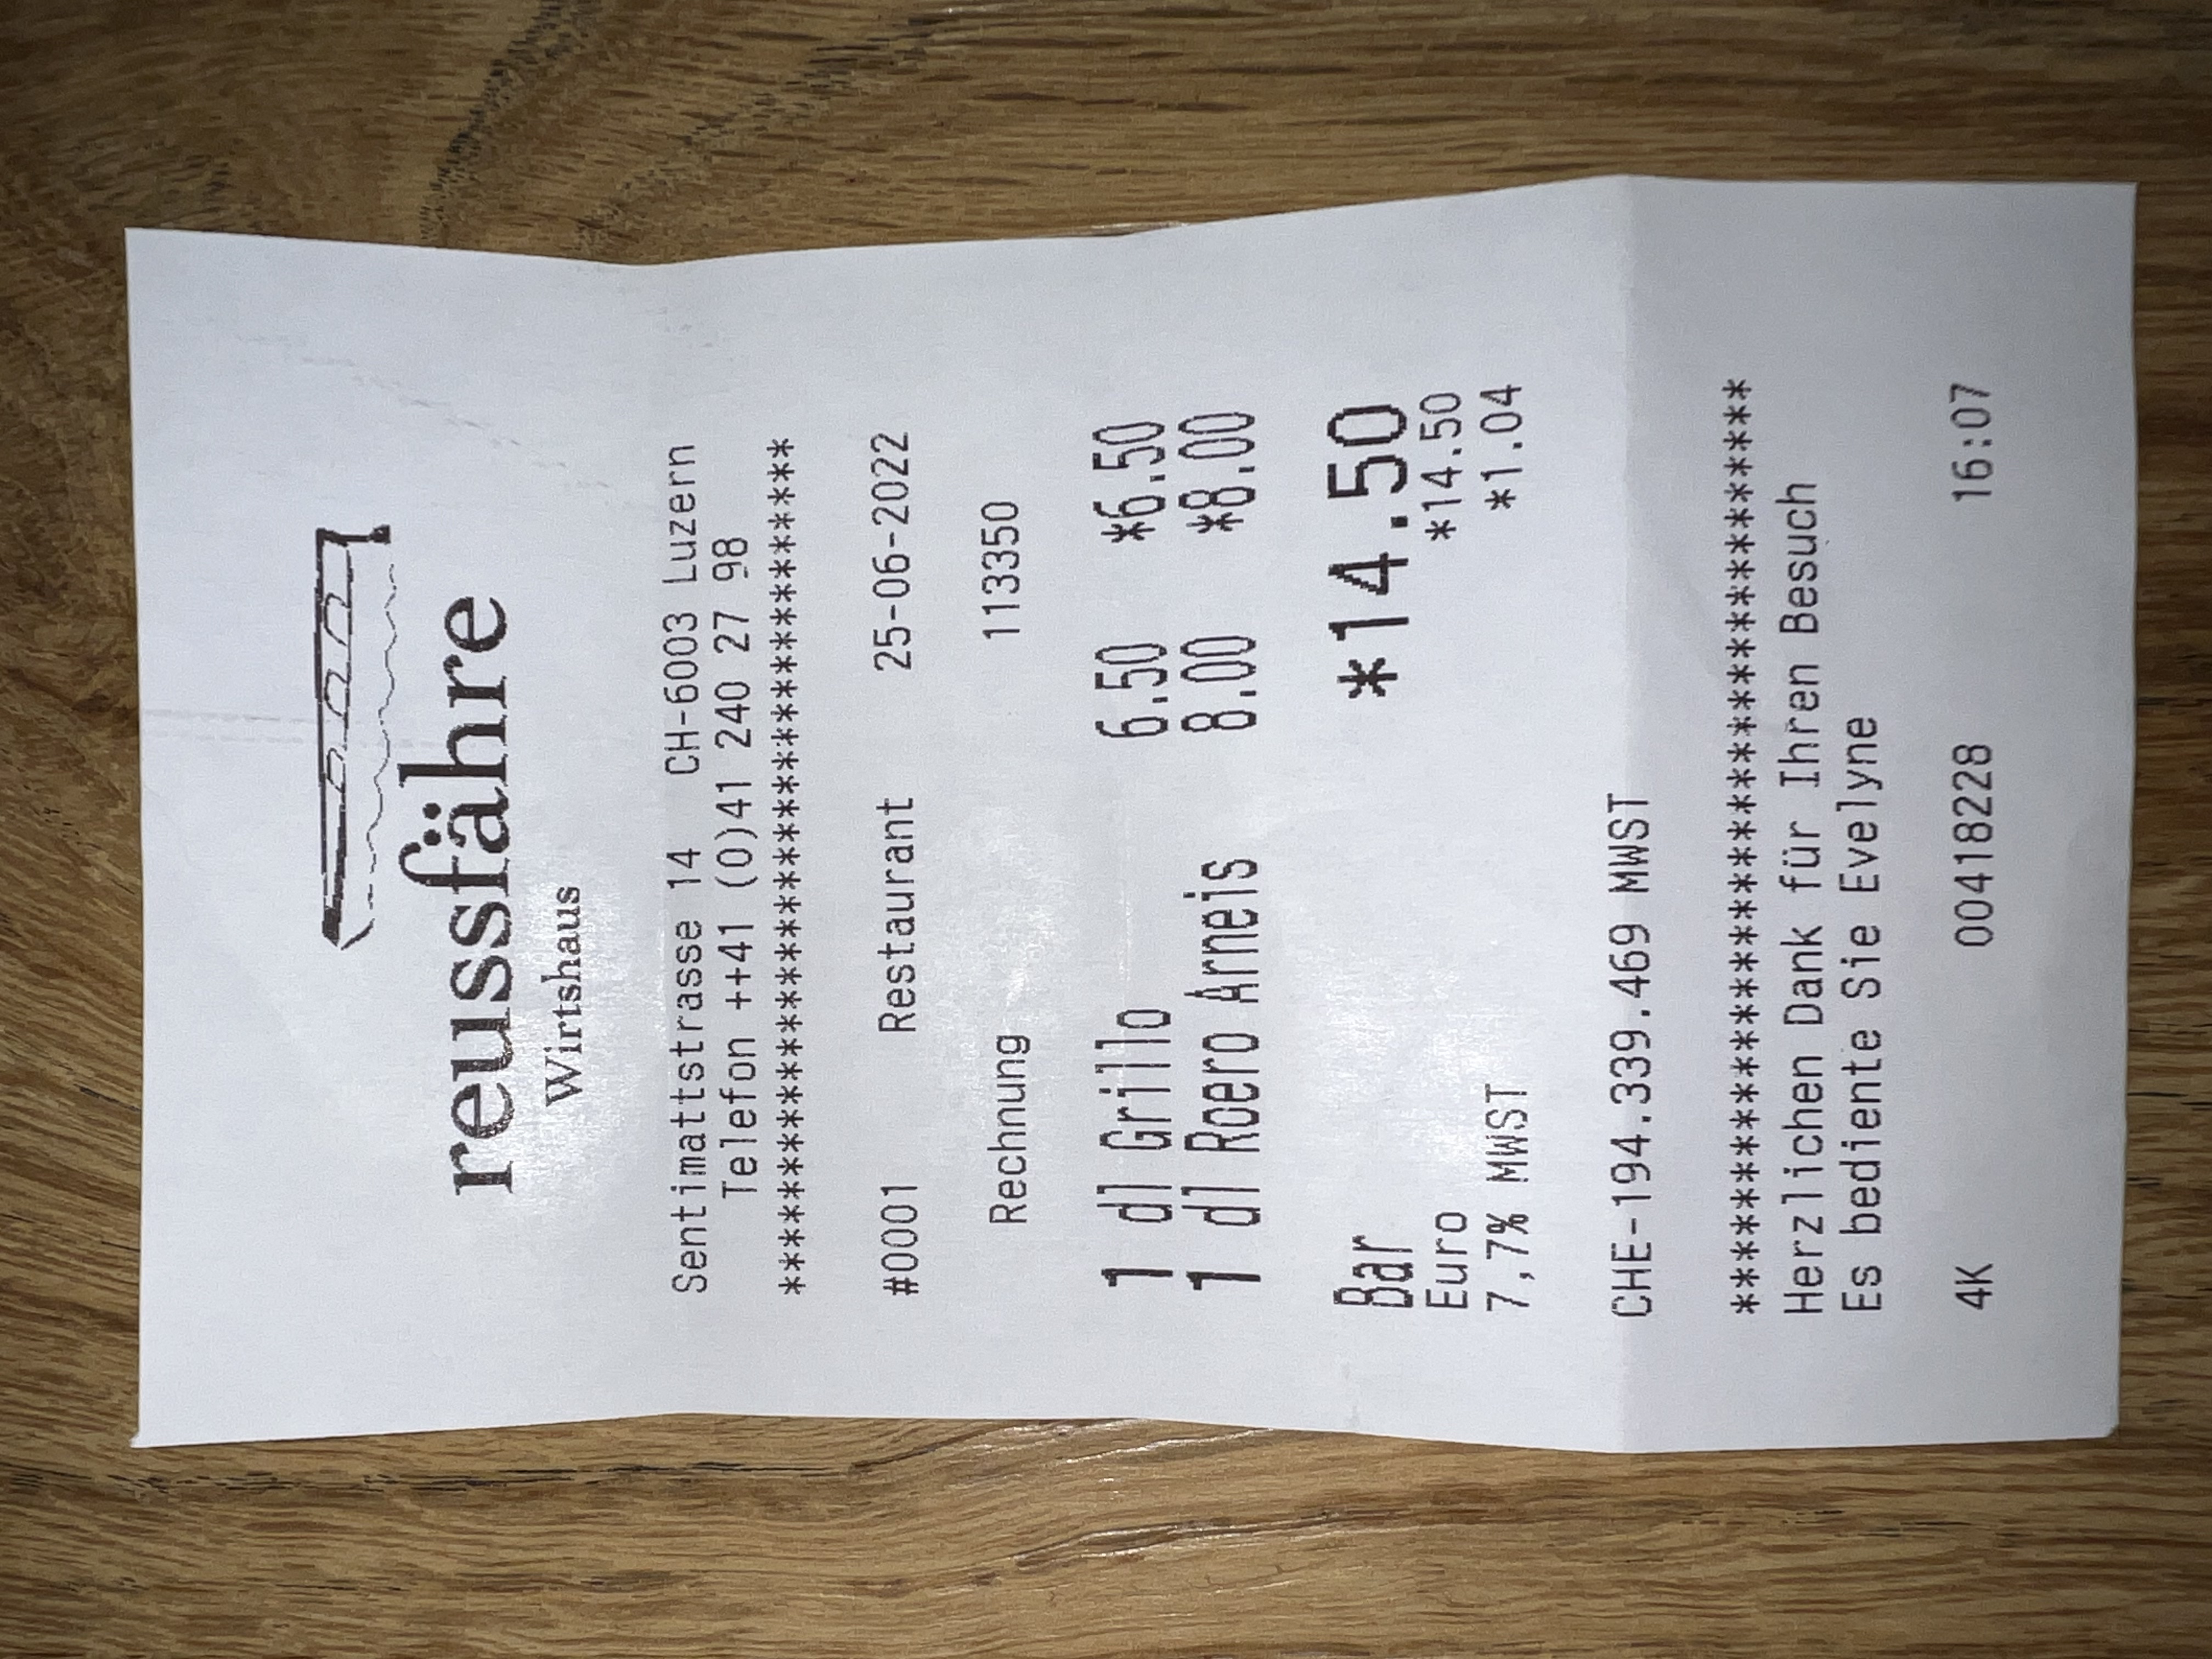 reussfähre
Wirtshaus
Sentimattstrasse 14 CH-6003 Luzern
Telefon ++41 (0)41 240 27 98
************************************
#0001 Restaurant 25-06-2022
Rechnung 113350
1 dl Grillo 6.50 *6.50
1 dl Roero Arneis 8.00 *8.00
Bar *14.50
Euro *14.50
7,7% MWST *1.04
CHE-194.339.469 MWST
************************************
Herzlichen Dank für Ihren Besuch
Es bediente Sie Evelyne
4K 00418228 16:07